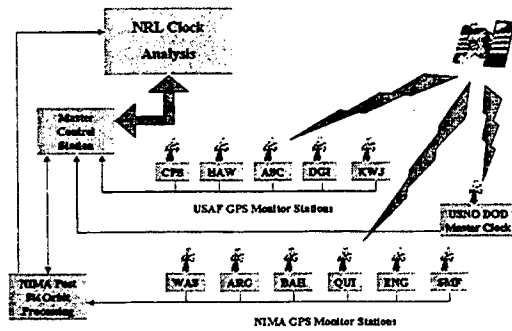 NRL Clock
Analysis
Master
Control
Station
CPS HAW ASC DGI KWJ
USAF GPS Monitor Stations
USNO DOD
Master Clock
WAS ARG BAH QUI ENG SMF
NIMA Post
Fit Orbit
Processing
NIMA GPS Monitor Stations